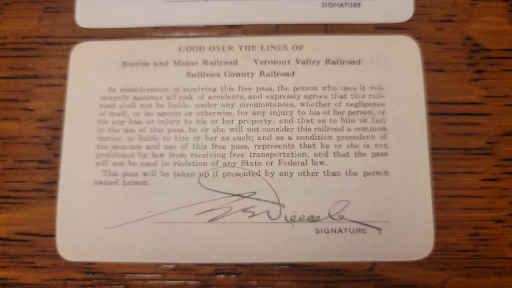 SIGNATURE
GOOD OVER THE LINES OF
Boston and Maine Railroad Vermont Valley Railroad
Sullivan County Railroad
In consideration of receiving this free pass, the person who uses it vol-
untarily assumes all risk of accidents, and expressly agrees that this rail-
road shall not be liable, under any circumstances, whether of negligence
of itself, or its agents or otherwise, for any injury to his or her person, or
for any loss or injury to his or her property; and that as to him or her,
in the use of this pass, he or she will not consider this railroad a common
carrier, or liable to him or her as such; and as a condition precedent of
the issuance and use of this free pass, represents that he or she is not
prohibited by law from receiving free transportation, and that the pass
will not be used in violation of any State or Federal law.
This pass will be taken up if presented by any other than the person
named hereon.
SIGNATURE